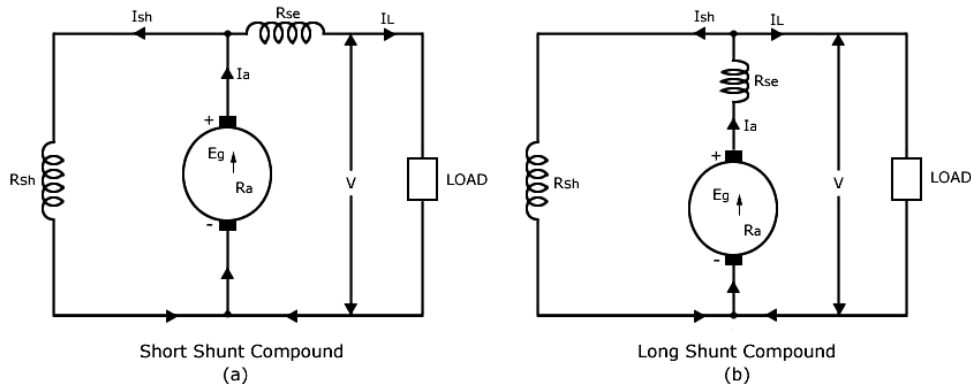 Ish
Rse
IL
Ia
+
Eg
Ra
-
Rsh
V
LOAD
Short Shunt Compound
(a)
Ish
IL
Rse
Ia
+
Eg
Ra
-
Rsh
V
LOAD
Long Shunt Compound
(b)